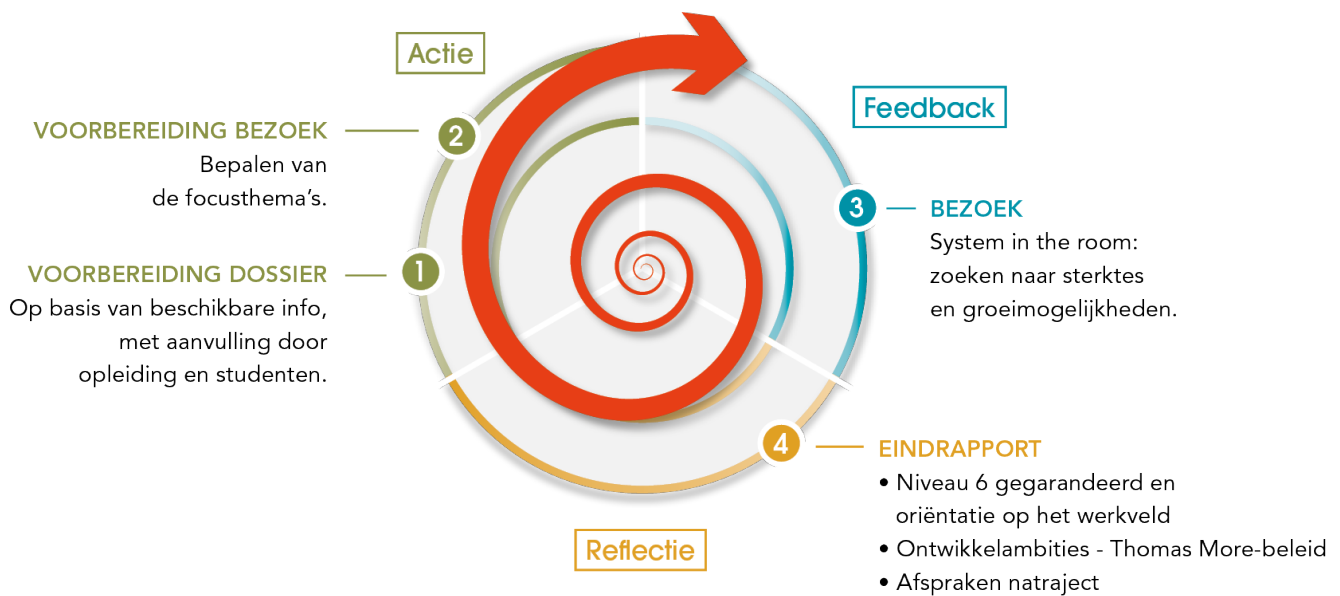 Actie
2
VOORBEREIDING BEZOEK
Bepalen van
de focusthema’s.
1
VOORBEREIDING DOSSIER
Op basis van beschikbare info,
met aanvulling door
opleiding en studenten.
Feedback
3
BEZOEK
System in the room:
zoeken naar sterktes
en groeimogelijkheden.
4
EINDRAPPORT
• Niveau 6 gegarandeerd en
oriëntatie op het werkveld
• Ontwikkelambities - Thomas More-beleid
• Afspraken natraject
Reflectie